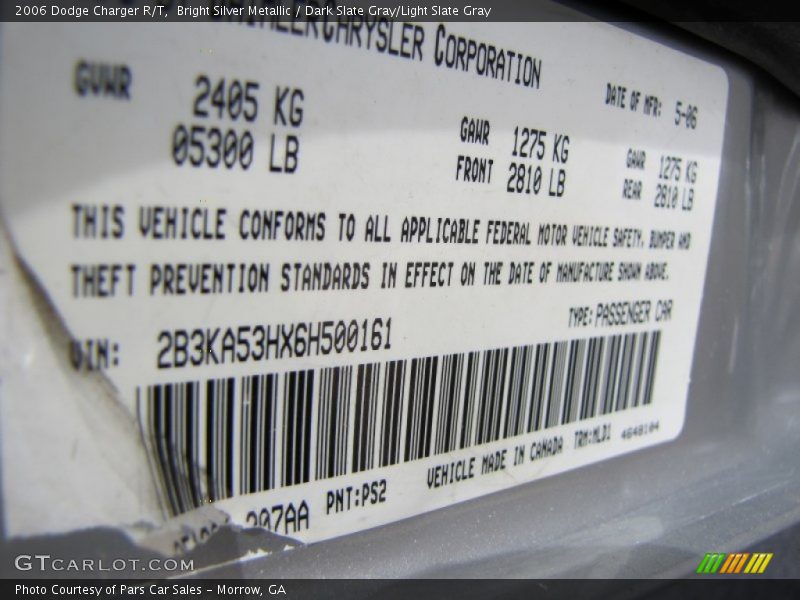 2006 Dodge Charger R/T, Bright Silver Metallic / Dark Slate Gray/Light Slate Gray
DAIMLERCHRYSLER CORPORATION
DATE OF MFR: 5-06
GVWR 2405 KG
05300 LB
GAWR 1275 KG
FRONT 2810 LB
GAWR 1275 KG
REAR 2810 LB
THIS VEHICLE CONFORMS TO ALL APPLICABLE FEDERAL MOTOR VEHICLE SAFETY, BUMPER AND
THEFT PREVENTION STANDARDS IN EFFECT ON THE DATE OF MANUFACTURE SHOWN ABOVE.
VIN: 2B3KA53HX6H500161
TYPE: PASSENGER CAR
207AA PNT:PS2 VEHICLE MADE IN CANADA TRM:MLD1 4648104
GTCARLOT.COM
Photo Courtesy of Pars Car Sales - Morrow, GA